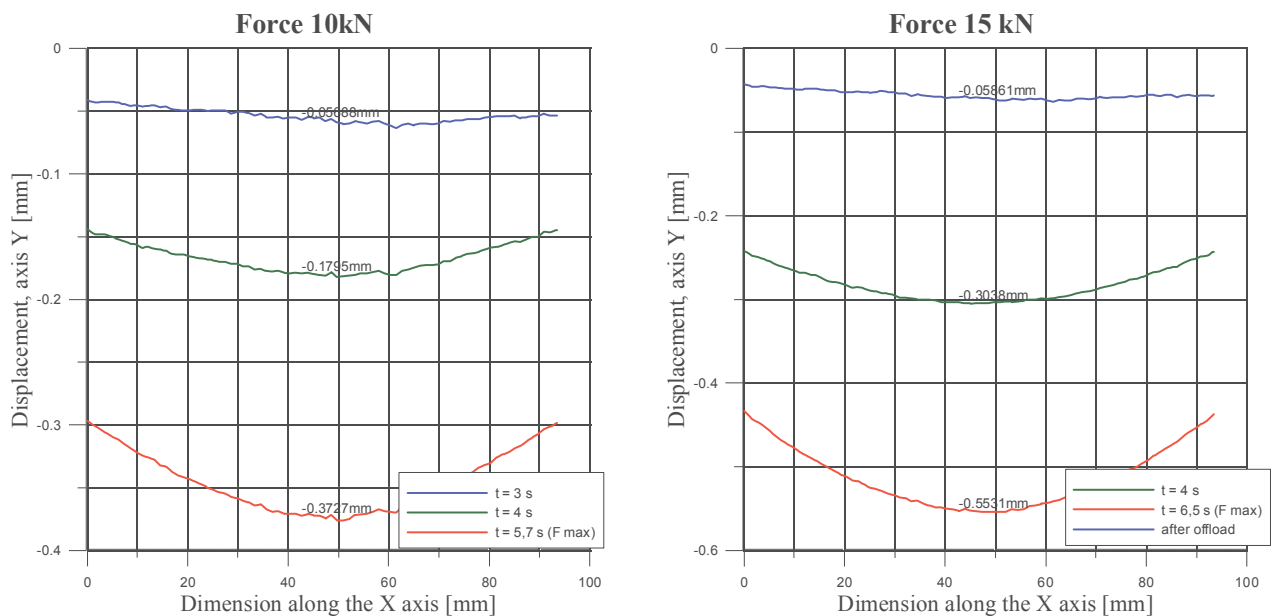 Force 10kN
0
-0.1
-0.2
-0.3
-0.4
Displacement, axis Y [mm]
-0.05688mm
-0.1795mm
-0.3727mm
t = 3 s
t = 4 s
t = 5,7 s (F max)
0 20 40 60 80 100
Dimension along the X axis [mm]
Force 15 kN
0
-0.2
-0.4
-0.6
Displacement, axis Y [mm]
-0.05861mm
-0.3038mm
-0.5531mm
t = 4 s
t = 6,5 s (F max)
after offload
0 20 40 60 80 100
Dimension along the X axis [mm]